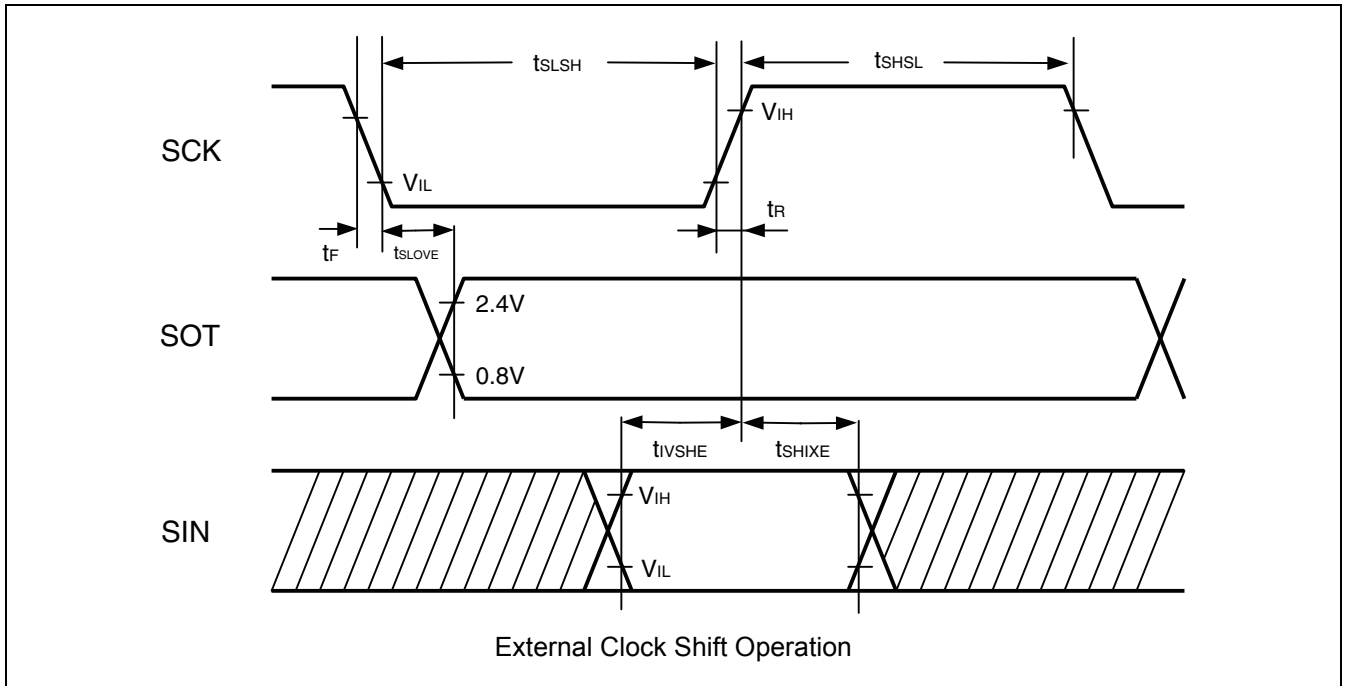 tSLSH
tSHSL
SCK
VIH
VIL
tR
tF
tSLOVE
SOT
2.4V
0.8V
tIVSHE
tSHIXE
SIN
VIH
VIL
External Clock Shift Operation